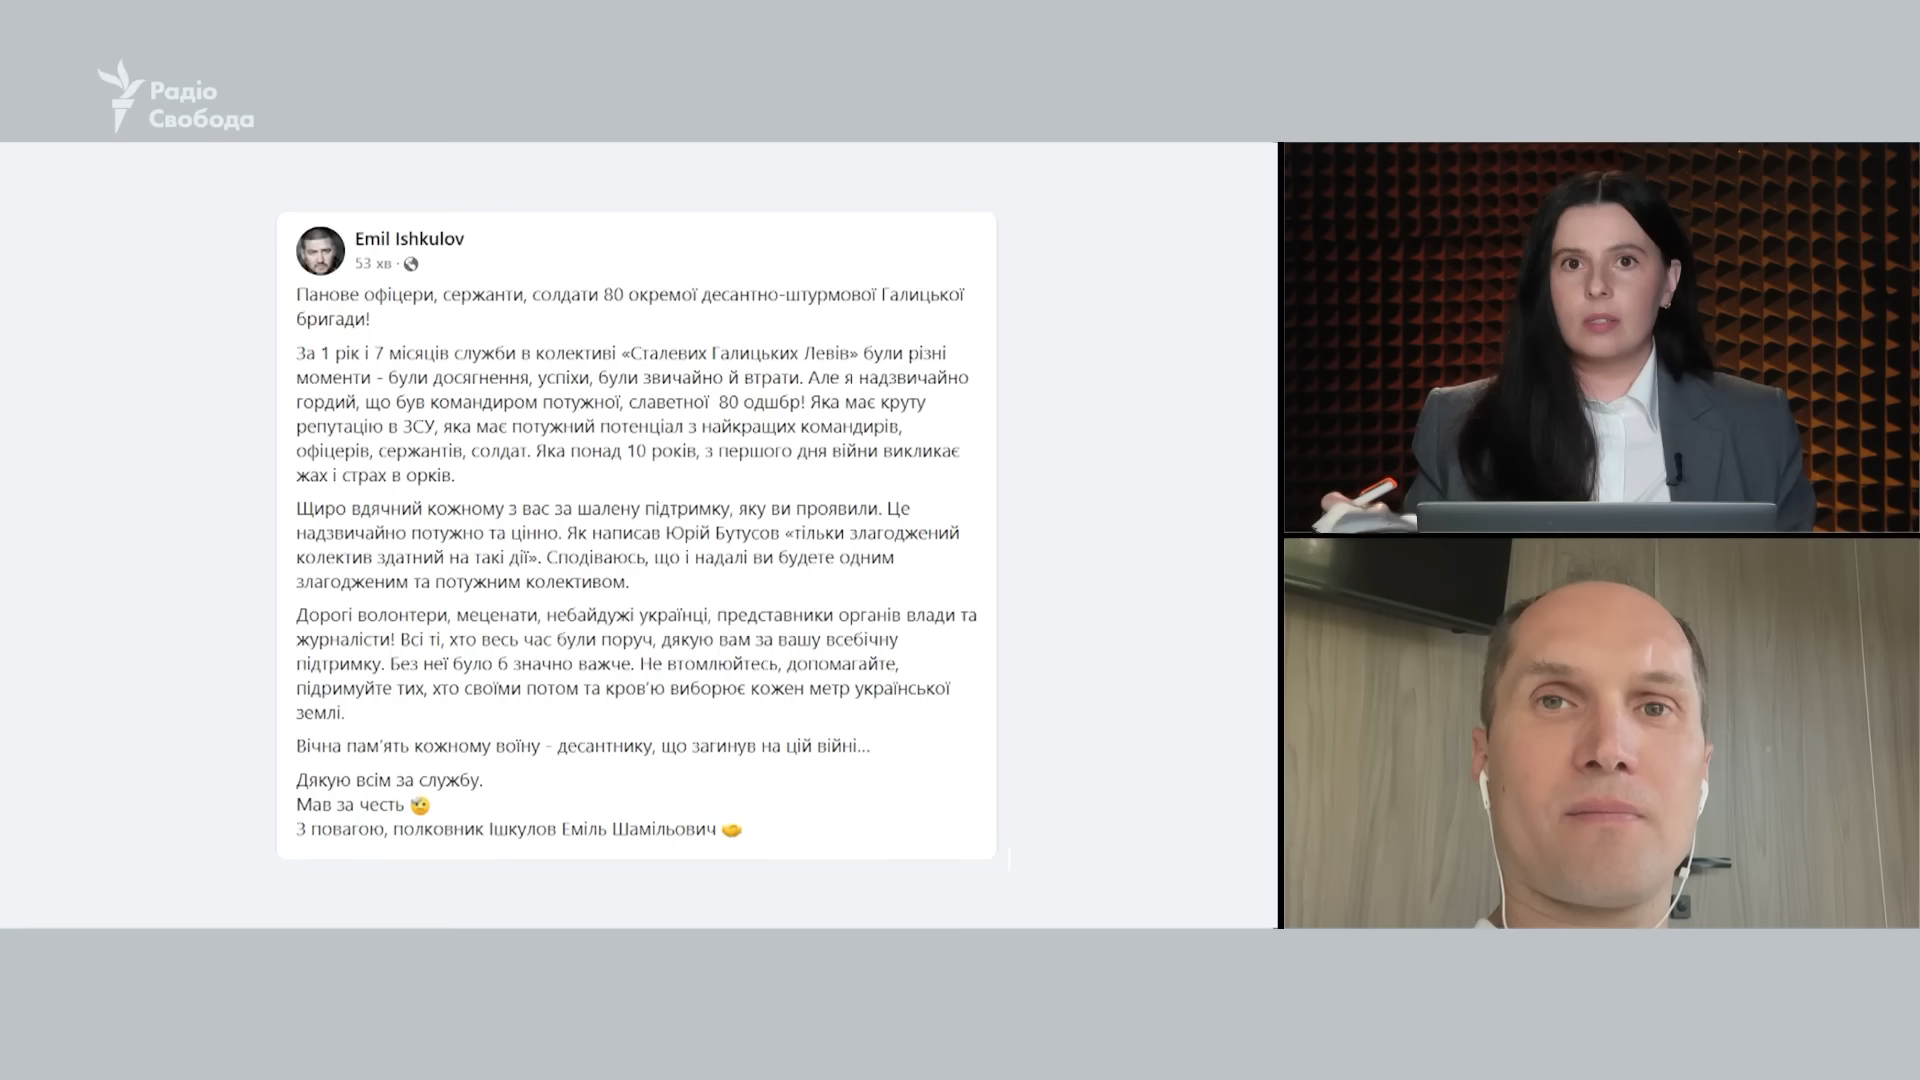 Радіо
Свобода
Emil Ishkulov
53 хв ·
Панове офіцери, сержанти, солдати 80 окремої десантно-штурмової Галицької
бригади!
За 1 рік і 7 місяців служби в колективі «Сталевих Галицьких Левів» були різні
моменти - були досягнення, успіхи, були звичайно й втрати. Але я надзвичайно
гордий, що був командиром потужної, славетної 80 одшбр! Яка має круту
репутацію в ЗСУ, яка має потужний потенціал з найкращих командирів,
офіцерів, сержантів, солдат. Яка понад 10 років, з першого дня війни викликає
жах і страх в орків.
Щиро вдячний кожному з вас за шалену підтримку, яку ви проявили. Це
надзвичайно потужно та цінно. Як написав Юрій Бутусов «тільки злагоджений
колектив здатний на такі дії». Сподіваюсь, що і надалі ви будете одним
злагодженим та потужним колективом.
Дорогі волонтери, меценати, небайдужі українці, представники органів влади та
журналісти! Всі ті, хто весь час були поруч, дякую вам за вашу всебічну
підтримку. Без неї було б значно важче. Не втомлюйтесь, допомагайте,
підримуйте тих, хто своїми потом та кров’ю виборює кожен метр української
землі.
Вічна пам’ять кожному воїну - десантнику, що загинув на цій війні...
Дякую всім за службу.
Мав за честь 🤕
З повагою, полковник Ішкулов Еміль Шамільович 🤝